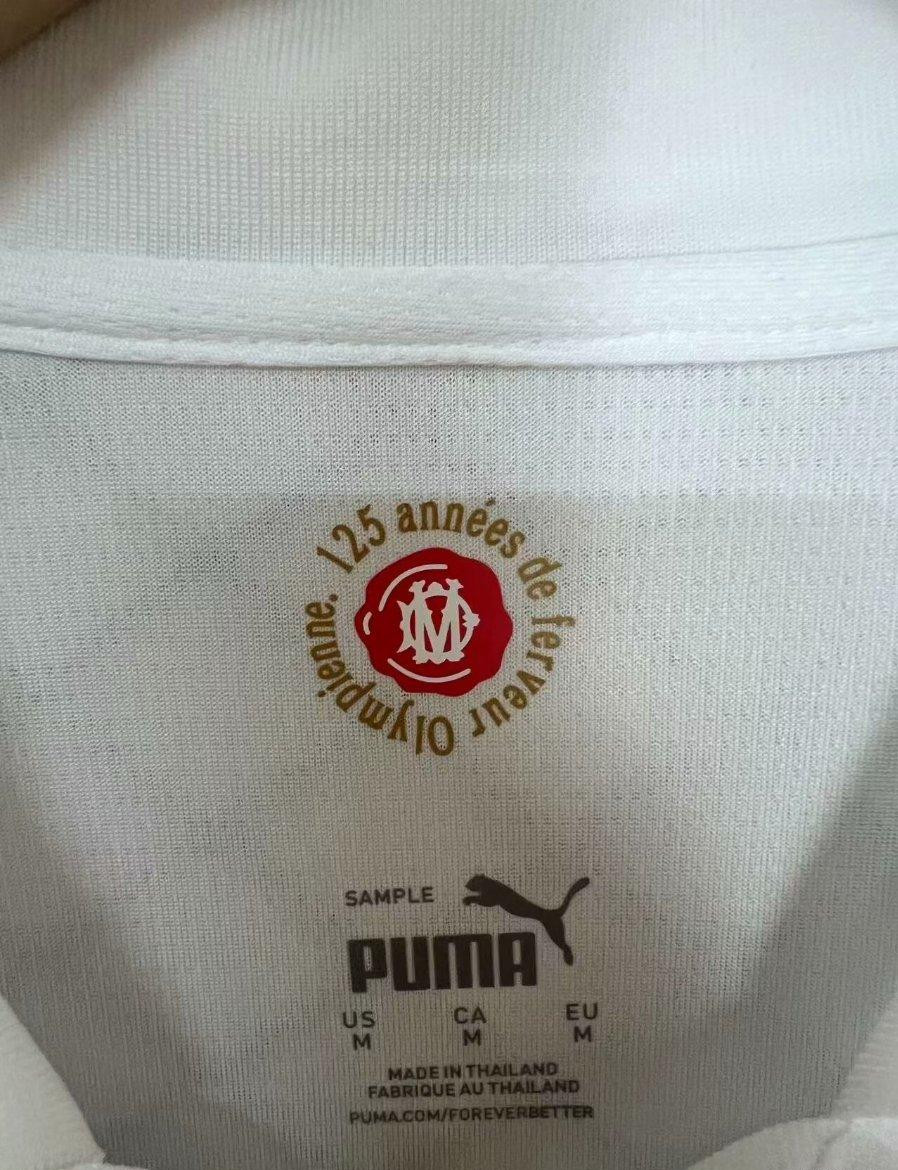 125 années de ferveur Olympienne.
OM
SAMPLE
PUMA
US CA EU
M M M
MADE IN THAILAND
FABRIQUE AU THAILAND
PUMA.COM/FOREVERBETTER